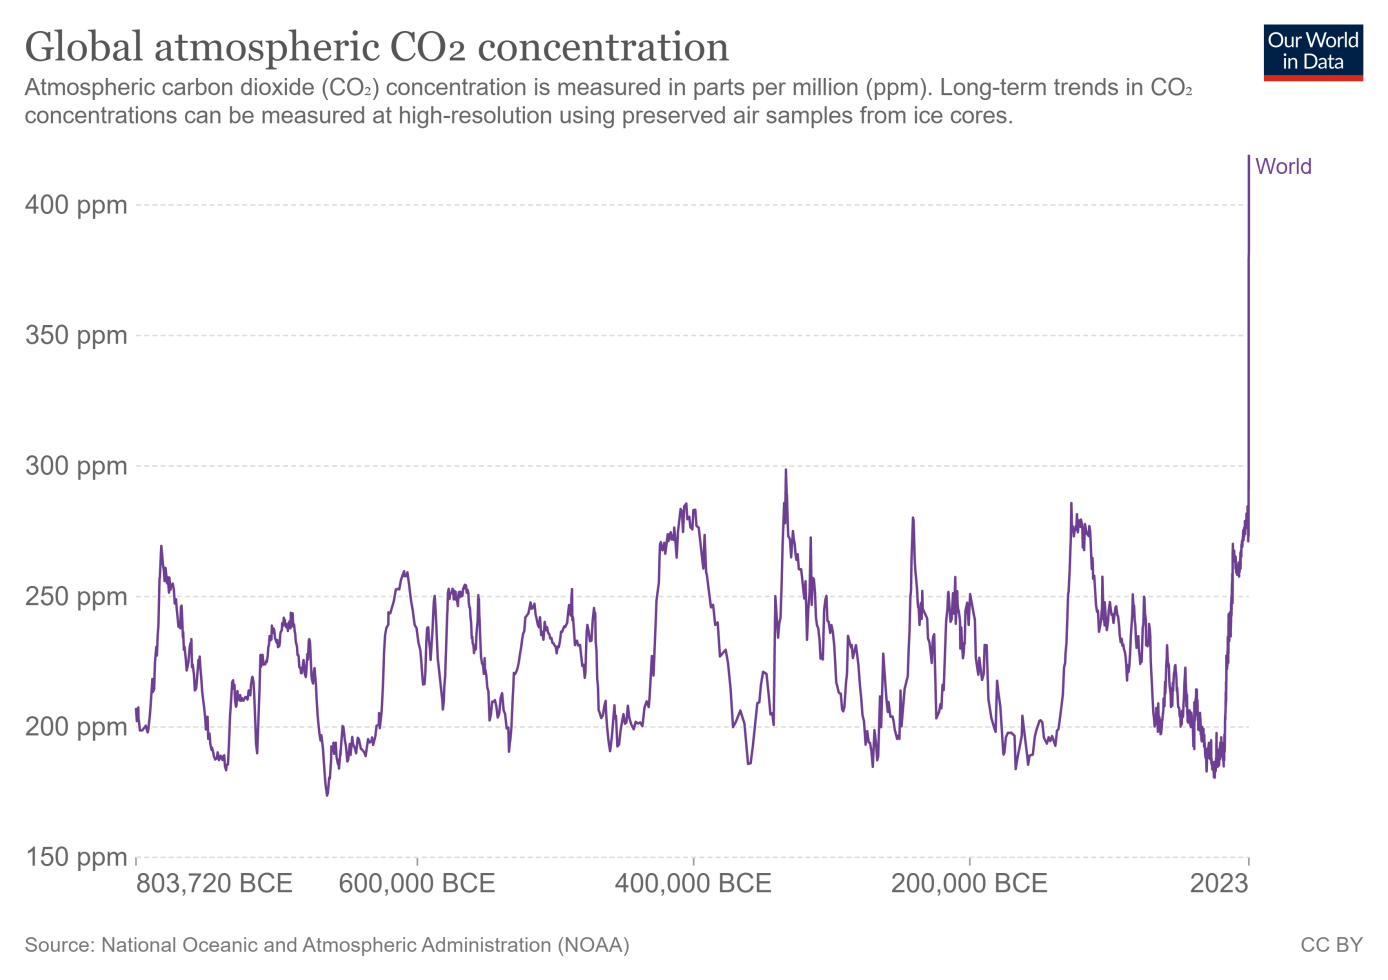 Global atmospheric CO2 concentration
Our World
in Data
Atmospheric carbon dioxide (CO₂) concentration is measured in parts per million (ppm). Long-term trends in CO₂
concentrations can be measured at high-resolution using preserved air samples from ice cores.
World
400 ppm
350 ppm
300 ppm
250 ppm
200 ppm
150 ppm
803,720 BCE
600,000 BCE
400,000 BCE
200,000 BCE
2023
Source: National Oceanic and Atmospheric Administration (NOAA)
CC BY